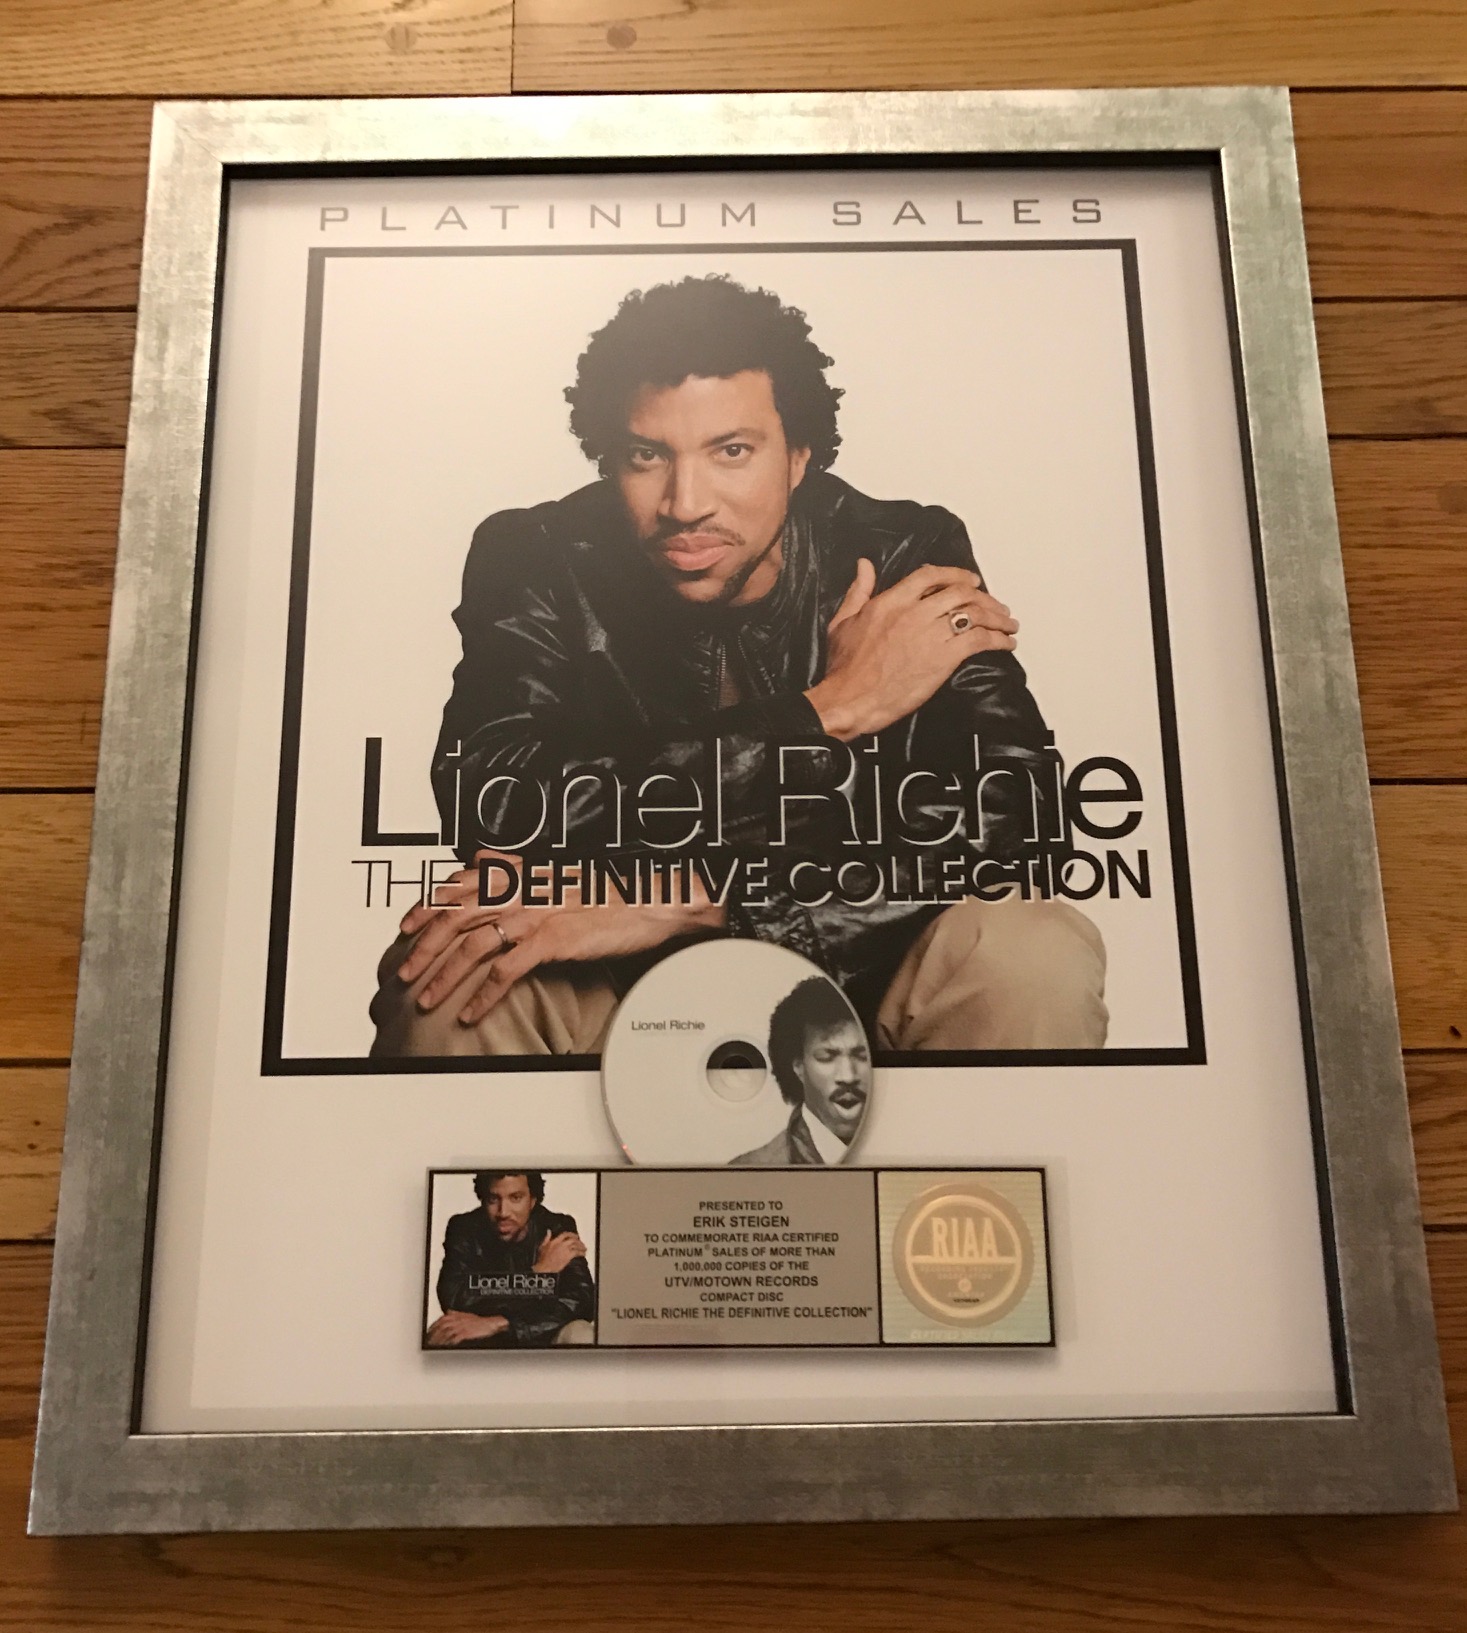 PLATINUM SALES
Lionel Richie
THE DEFINITIVE COLLECTION
Lionel Richie
Lionel Richie
DEFINITIVE COLLECTION
PRESENTED TO
ERIK STEIGEN
TO COMMEMORATE RIAA CERTIFIED
PLATINUM® SALES OF MORE THAN
1,000,000 COPIES OF THE
UTV/MOTOWN RECORDS
COMPACT DISC
"LIONEL RICHIE THE DEFINITIVE COLLECTION"
RIAA